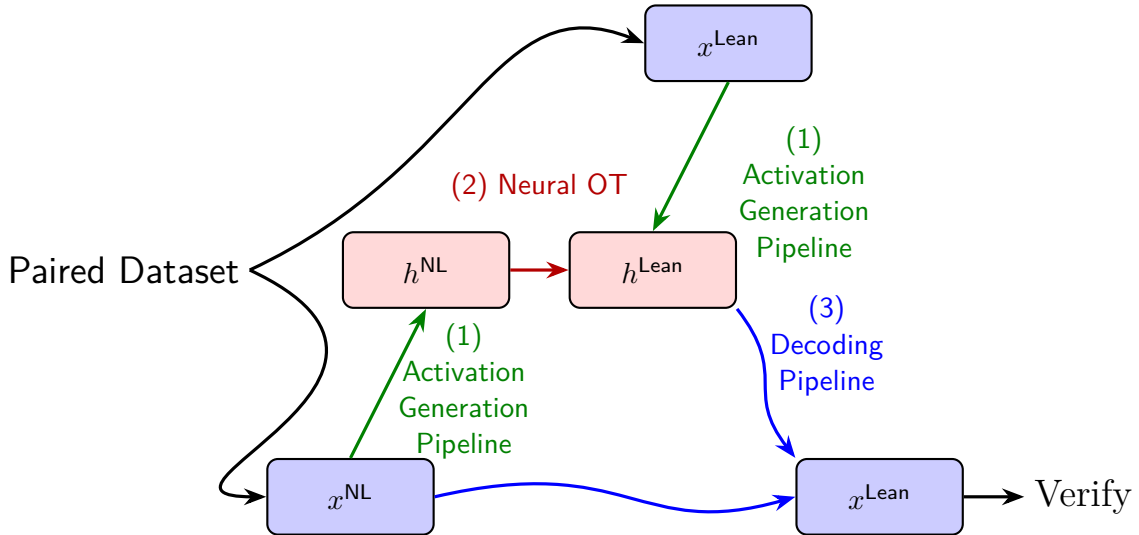 x^Lean
(1)
Activation
Generation
Pipeline
(2) Neural OT
Paired Dataset
h^NL
h^Lean
(3)
Decoding
Pipeline
(1)
Activation
Generation
Pipeline
x^NL
x^Lean
Verify